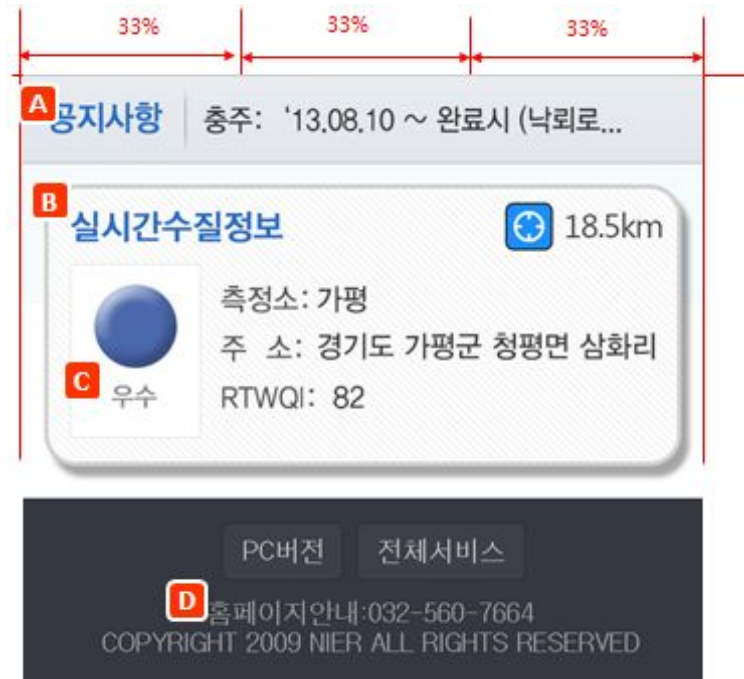 33% 33% 33%
A 공지사항 충주: ‘13.08.10 ~ 완료시 (낙뢰로...
B
실시간수질정보 18.5km
측정소: 가평
주 소: 경기도 가평군 청평면 삼화리
C
우수 RTWQI: 82
PC버전 전체서비스
D 홈페이지안내:032-560-7664
COPYRIGHT 2009 NIER ALL RIGHTS RESERVED